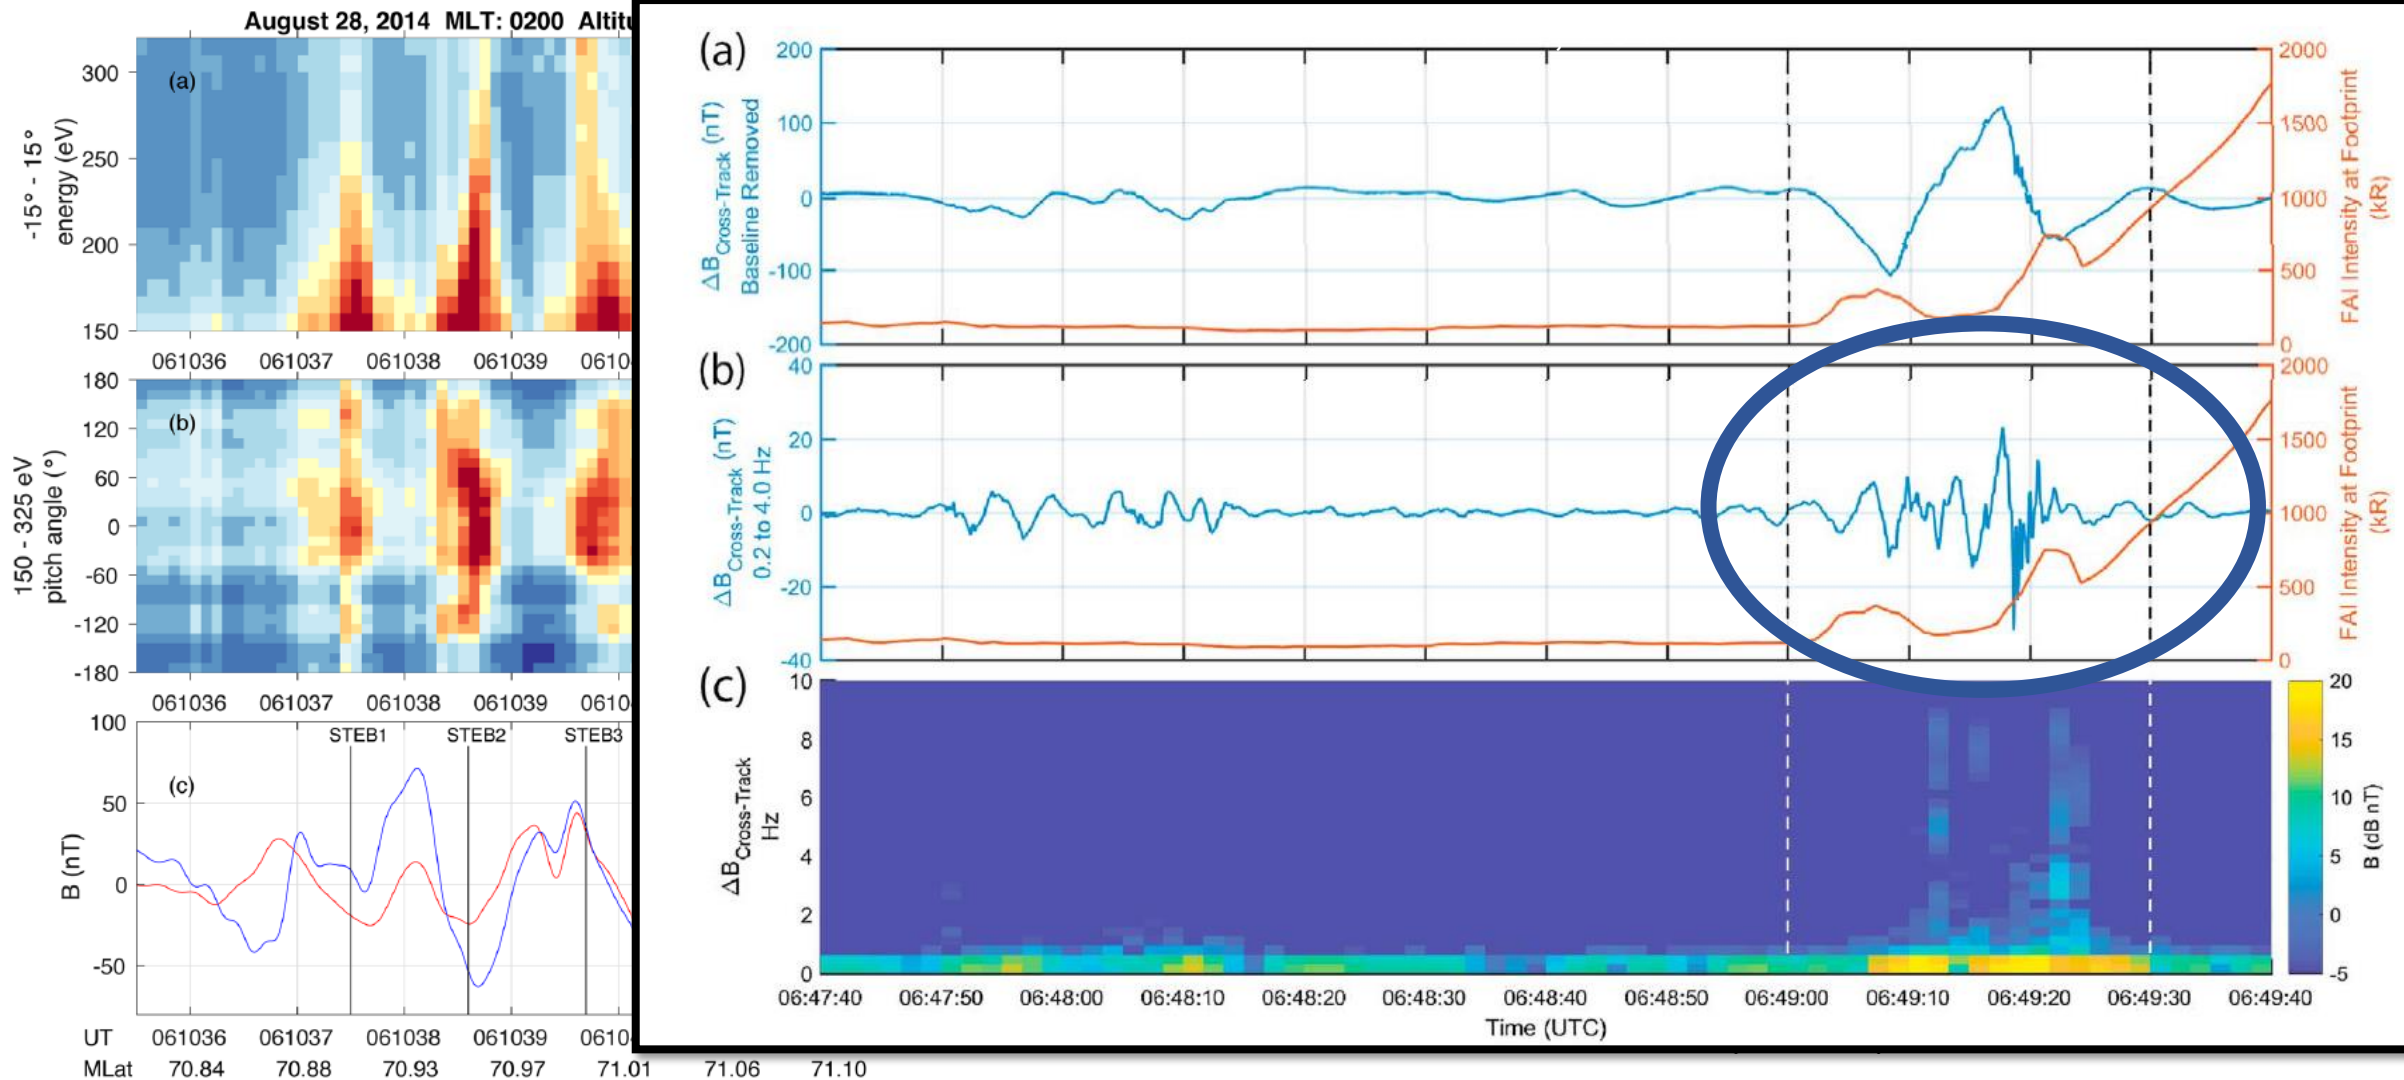 August 28, 2014 MLT: 0200
(a)
-15° - 15°
energy (eV)
300
250
200
150
061036 061037 061038 061039
(b)
150 - 325 eV
pitch angle (°)
180
120
60
0
-60
-120
-180
061036 061037 061038 061039
STEB1 STEB2 STEB3
(c)
B (nT)
100
50
0
-50
UT 061036 061037 061038 061039
MLat 70.84 70.88 70.93 70.97 71.01 71.06 71.10
(a)
ΔBCross-Track (nT)
Baseline Removed
200
100
0
-100
-200
2000
1500
1000
500
0
FAI Intensity at Footprint
(kR)
(b)
ΔBCross-Track (nT)
0.2 to 4.0 Hz
40
20
0
-20
-40
2000
1500
1000
500
0
FAI Intensity at Footprint
(kR)
(c)
ΔBCross-Track
Hz
10
8
6
4
2
0
20
15
10
5
0
-5
B (dB nT)
06:47:40 06:47:50 06:48:00 06:48:10 06:48:20 06:48:30 06:48:40 06:48:50 06:49:00 06:49:10 06:49:20 06:49:30 06:49:40
Time (UTC)